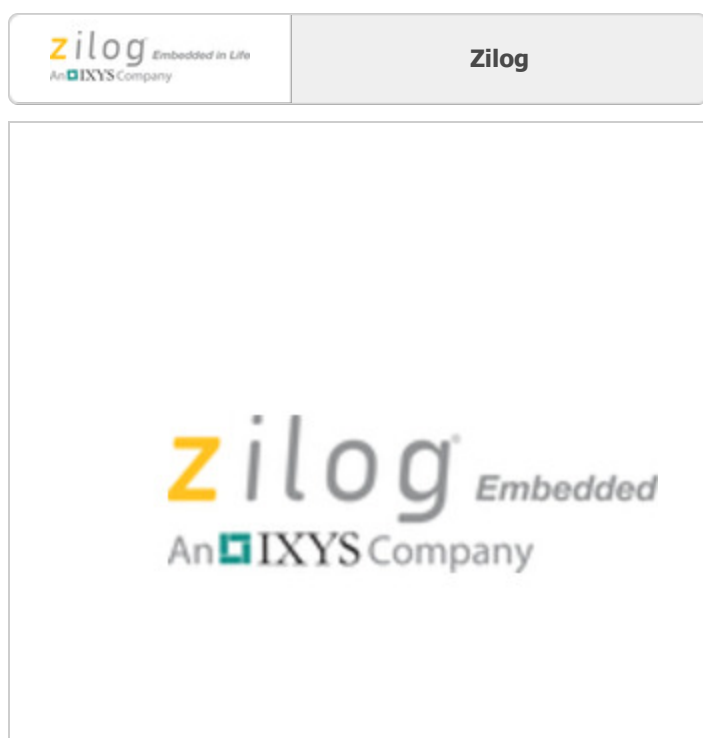 zilog Embedded in Life
An IXYS Company
Zilog
zilog® Embedded
An IXYS Company